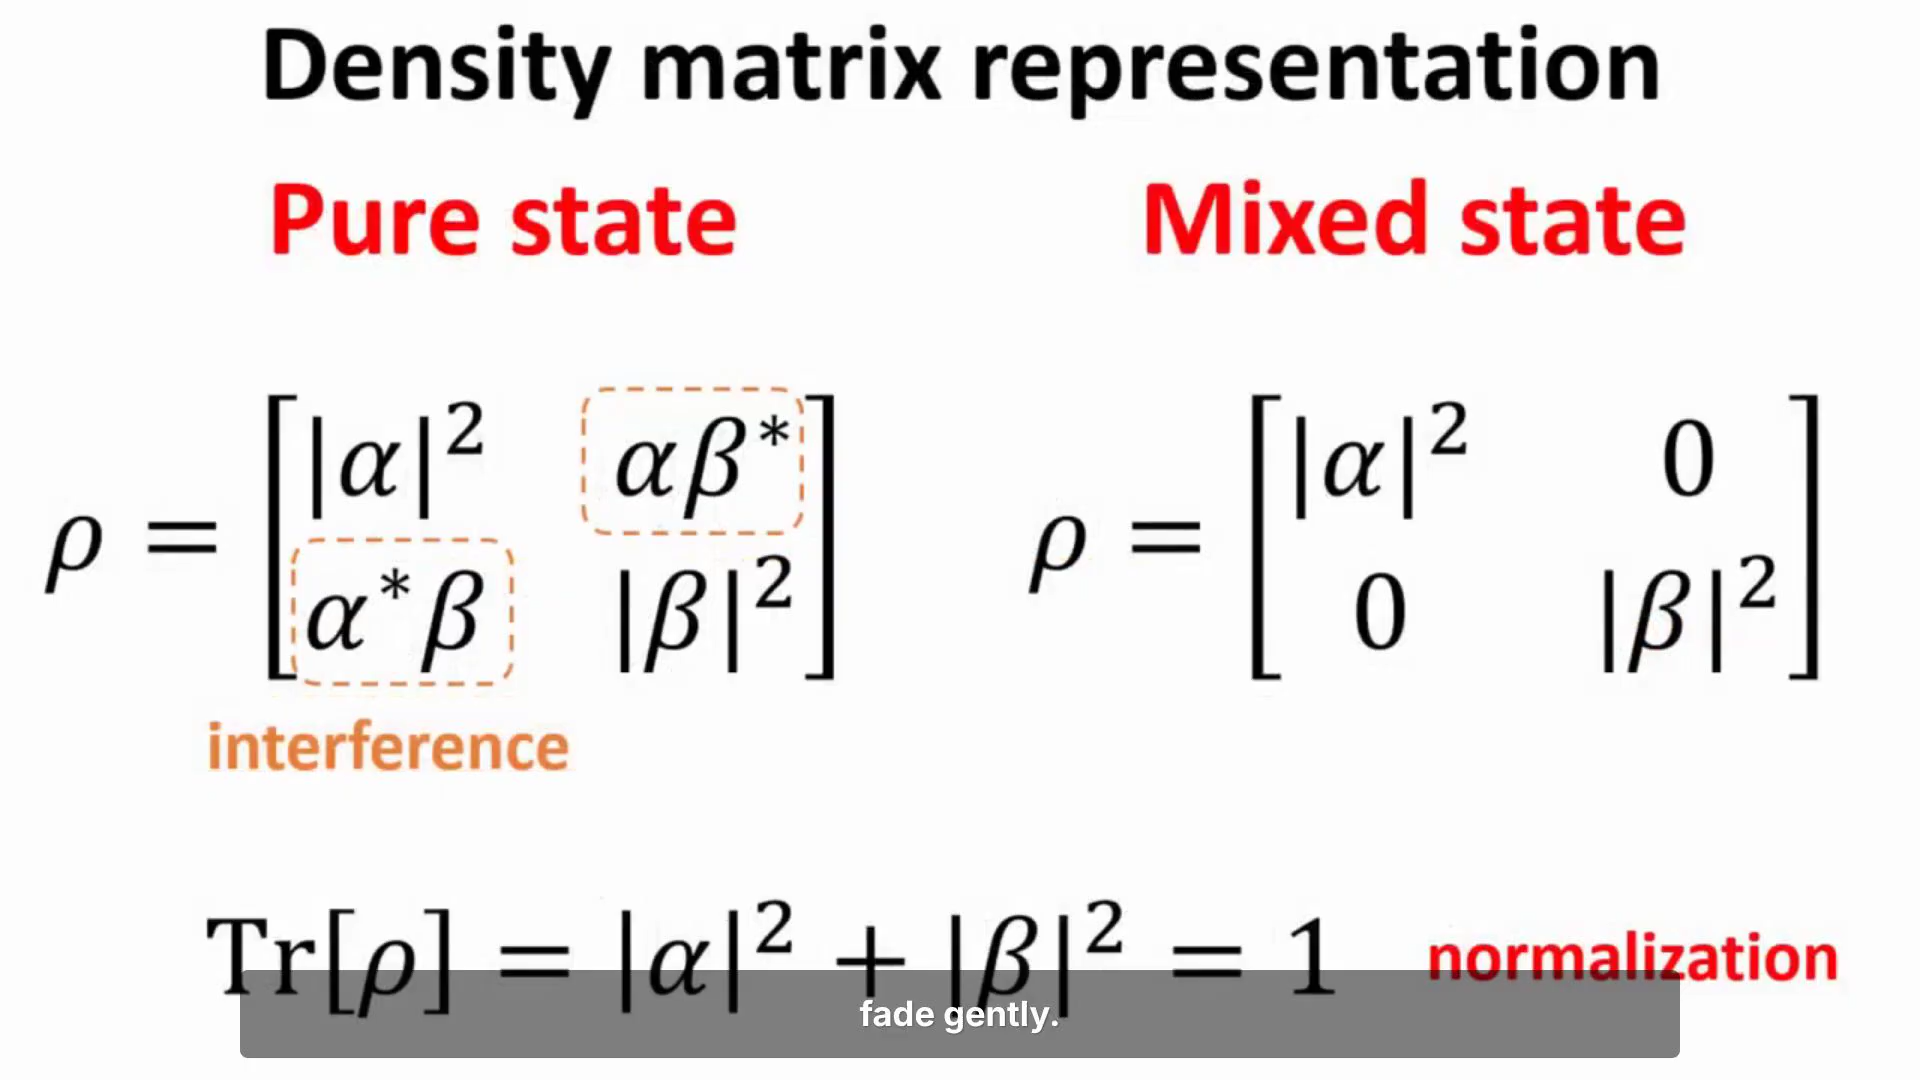 Density matrix representation
Pure state
Mixed state
ρ = [ |α|² αβ* ]
[ α*β |β|² ]
interference
ρ = [ |α|² 0 ]
[ 0 |β|² ]
Tr[ρ] = |α|² + |β|² = 1 normalization
fade gently.